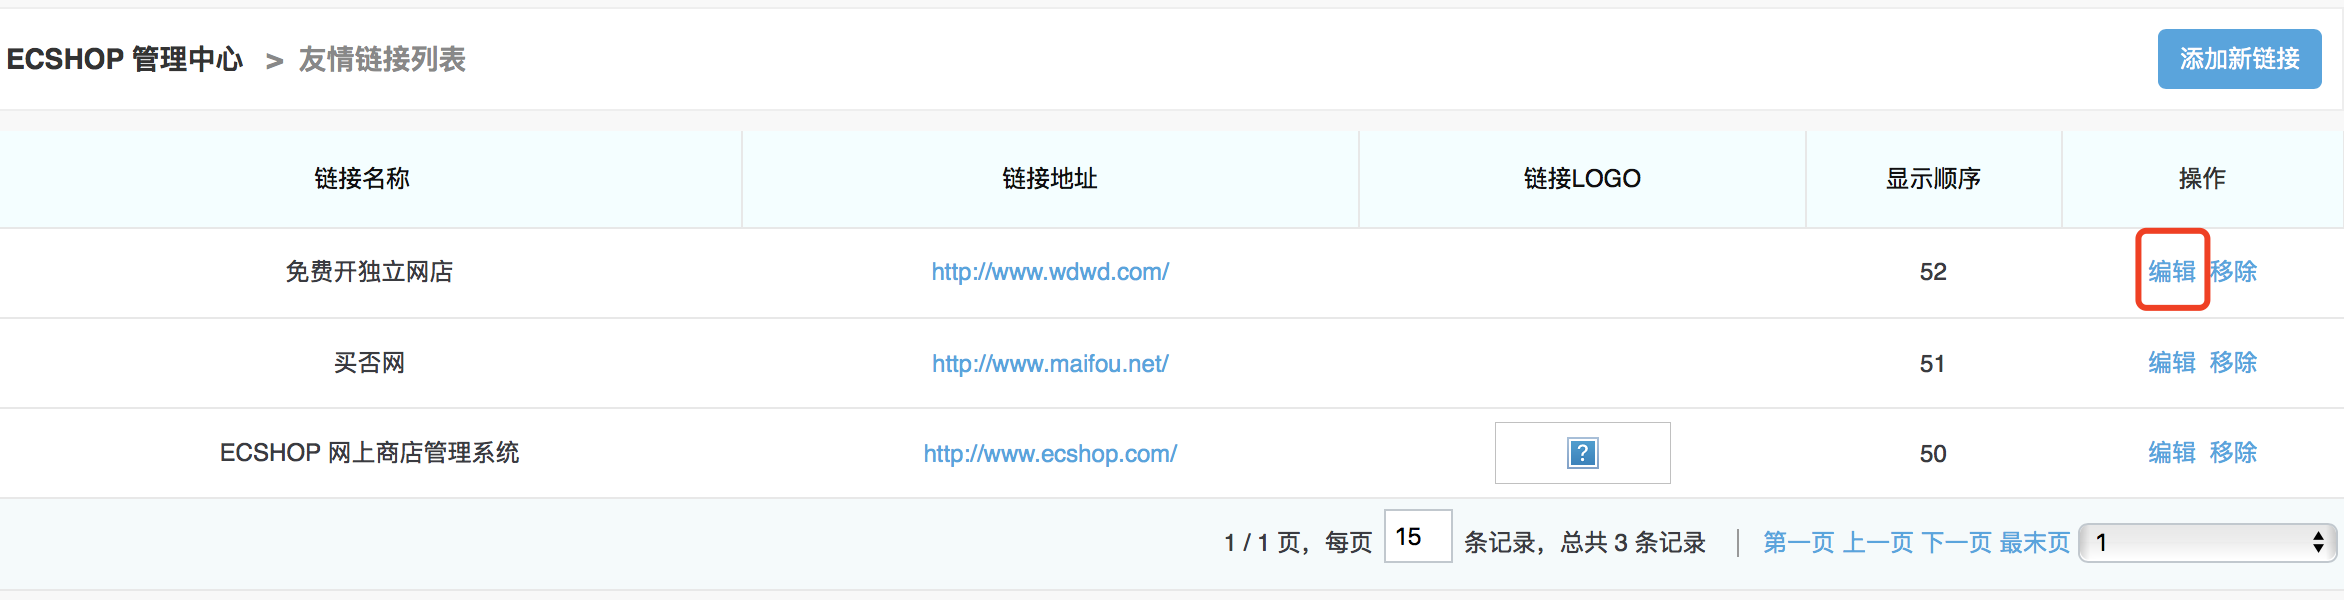 ECSHOP 管理中心 > 友情链接列表 添加新链接
链接名称 链接地址 链接LOGO 显示顺序 操作
免费开独立网店 http://www.wdwd.com/ 52 编辑 移除
买否网 http://www.maifou.net/ 51 编辑 移除
ECSHOP 网上商店管理系统 http://www.ecshop.com/ ? 50 编辑 移除
1 / 1 页，每页 15 条记录，总共 3 条记录 | 第一页 上一页 下一页 最末页 1